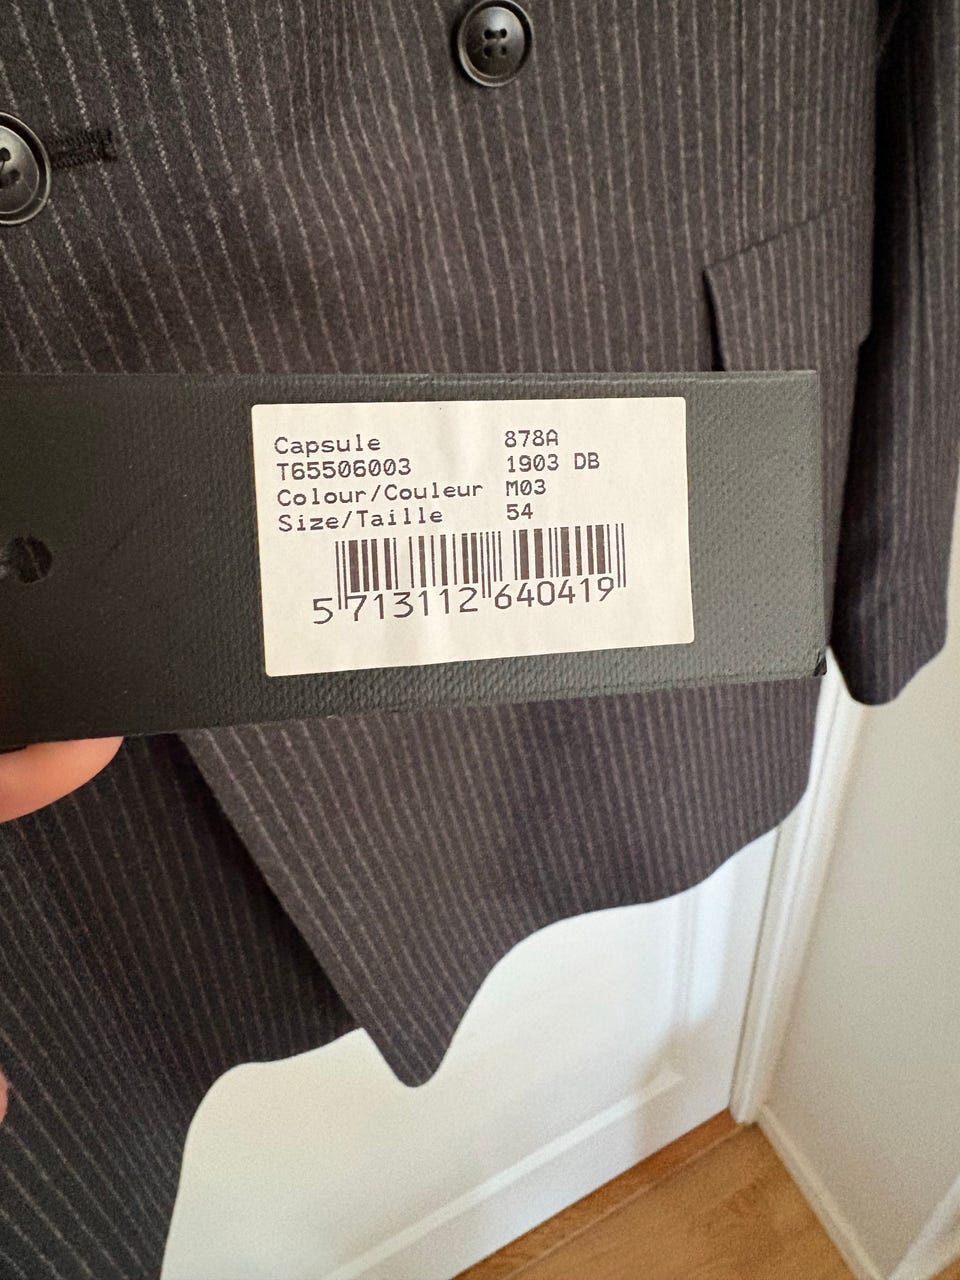 Capsule 878A
T65506003 1903 DB
Colour/Couleur M03
Size/Taille 54
5 713112 640419